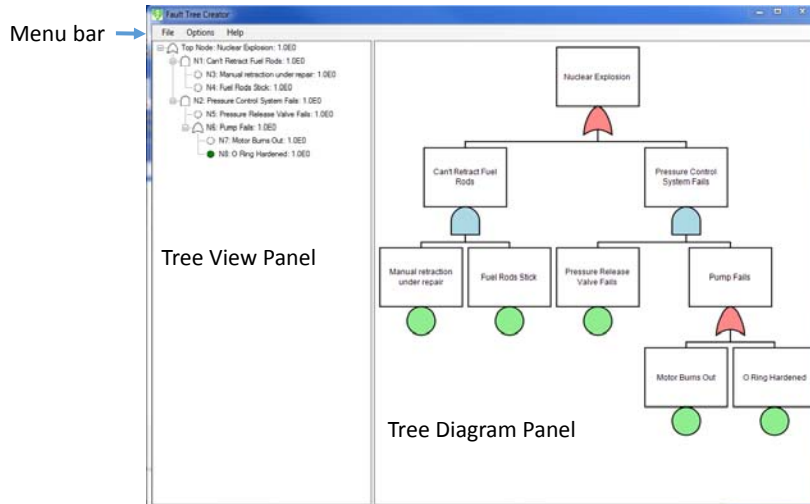 Menu bar
Fault Tree Creator
File Options Help
Top Node: Nuclear Explosion: 1.0E0
N1: Can't Retract Fuel Rods: 1.0E0
N3: Manual retraction under repair: 1.0E0
N4: Fuel Rods Stick: 1.0E0
N2: Pressure Control System Fails: 1.0E0
N5: Pressure Release Valve Fails: 1.0E0
N6: Pump Fails: 1.0E0
N7: Motor Burns Out: 1.0E0
N8: O Ring Hardened: 1.0E0
Tree View Panel
Nuclear Explosion
Can't Retract Fuel
Rods
Pressure Control
System Fails
Manual retraction
under repair
Fuel Rods Stick
Pressure Release
Valve Fails
Pump Fails
Motor Burns Out
O Ring Hardened
Tree Diagram Panel